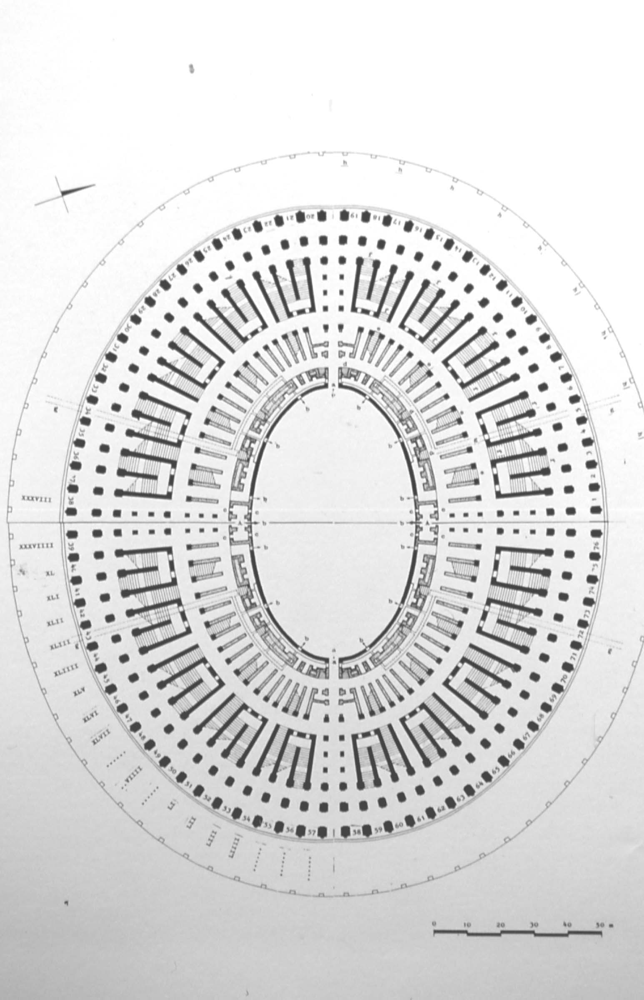 h
h
h
h
h
h
h
h
20
21
22
23
24
25
26
27
28
29
30
31
32
33
34
35
36
37
38
19
18
17
16
15
14
13
12
11
10
9
8
7
6
5
4
3
2
1
f
f
f
f
f
e
e
e
e
d
d
d
b
b
b
b
b
b
b
b
b
b
b
b
b
b
c
c
c
c
c
c
A
A
g
g
g
g
XXXVIII
XXXVIIII
XL
XLI
XLII
XLIII
XLIIII
XLV
XLVI
XLVII
......
..VIIII
......
LI
LII
LIII
LIIII
......
......
......
39
40
41
42
43
44
45
46
47
48
49
50
51
52
53
54
55
56
57
58
59
60
61
62
63
64
65
66
67
68
69
70
71
72
73
74
75
76
0 10 20 30 40 50 m